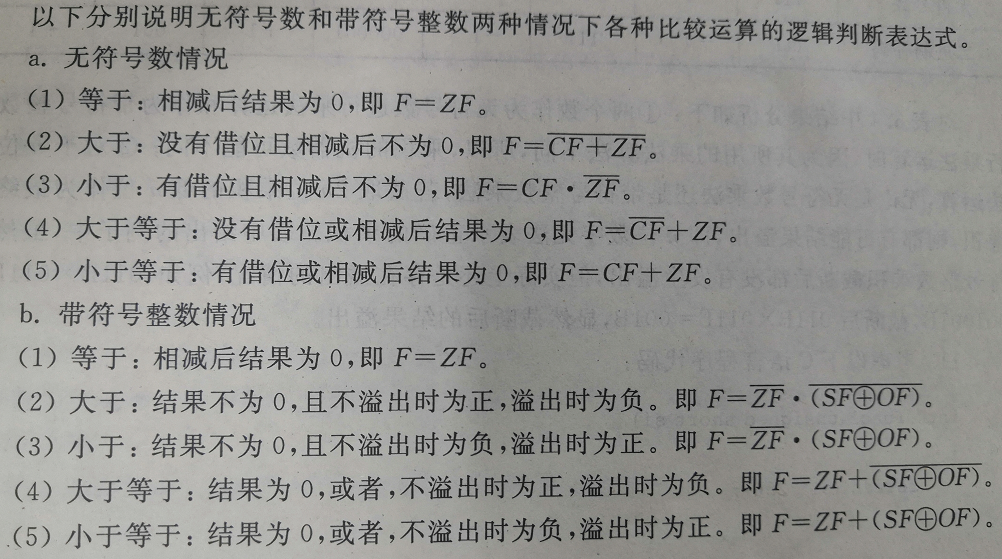 以下分别说明无符号数和带符号整数两种情况下各种比较运算的逻辑判断表达式。
a. 无符号数情况
(1) 等于: 相减后结果为 0,即 F=ZF。
(2) 大于: 没有借位且相减后不为 0,即 F=\overline{CF+ZF}。
(3) 小于: 有借位且相减后不为 0,即 F=CF·\overline{ZF}。
(4) 大于等于: 没有借位或相减后结果为 0,即 F=\overline{CF}+ZF。
(5) 小于等于: 有借位或相减后结果为 0,即 F=CF+ZF。
b. 带符号整数情况
(1) 等于: 相减后结果为 0,即 F=ZF。
(2) 大于: 结果不为 0,且不溢出时为正,溢出时为负。即 F=\overline{ZF}·\overline{(SF⊕OF)}。
(3) 小于: 结果不为 0,且不溢出时为负,溢出时为正。即 F=\overline{ZF}·(SF⊕OF)。
(4) 大于等于: 结果为 0,或者,不溢出时为正,溢出时为负。即 F=ZF+\overline{(SF⊕OF)}。
(5) 小于等于: 结果为 0,或者,不溢出时为负,溢出时为正。即 F=ZF+(SF⊕OF)。